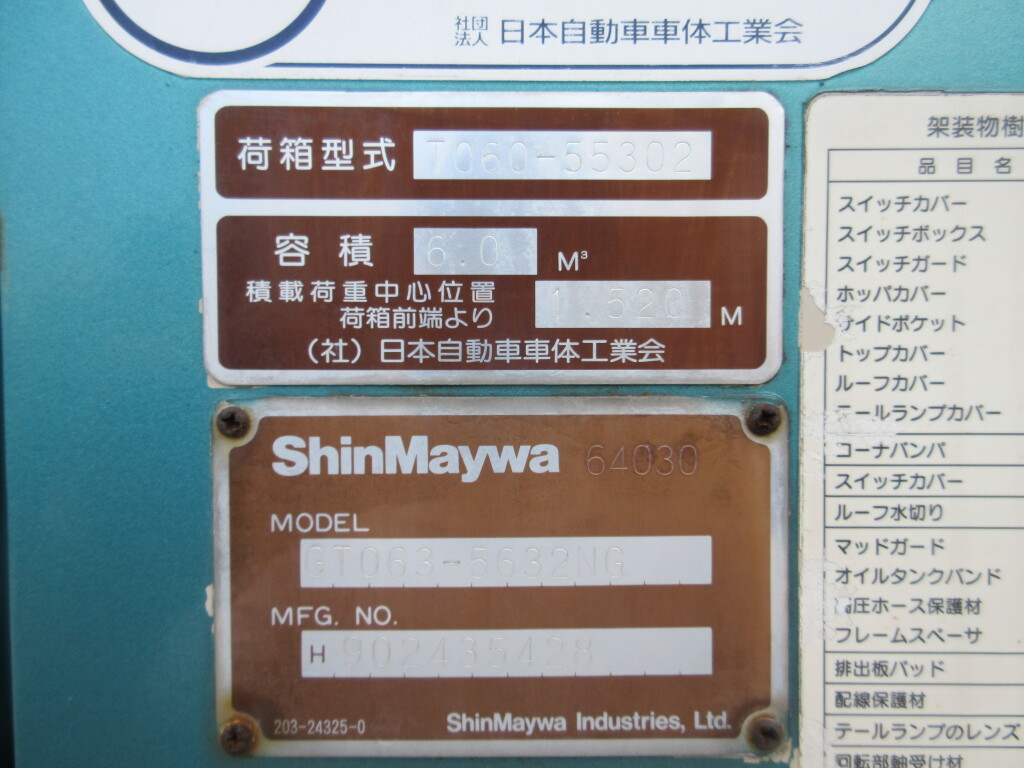 社団法人 日本自動車車体工業会
荷箱型式 T060-55302
容積 6.0 M³
積載荷重中心位置
荷箱前端より 1.520 M
（社）日本自動車車体工業会
ShinMaywa 64030
MODEL
GT063-5632NG
MFG. NO.
H 902435428
203-24325-0 ShinMaywa Industries, Ltd.
架装物樹
品目名
スイッチカバー
スイッチボックス
スイッチガード
ホッパカバー
サイドポケット
トップカバー
ルーフカバー
テールランプカバー
コーナバンパ
スイッチカバー
ルーフ水切り
マッドガード
オイルタンクバンド
高圧ホース保護材
フレームスペーサ
排出板パッド
配線保護材
テールランプのレンズ
回転部軸受け材